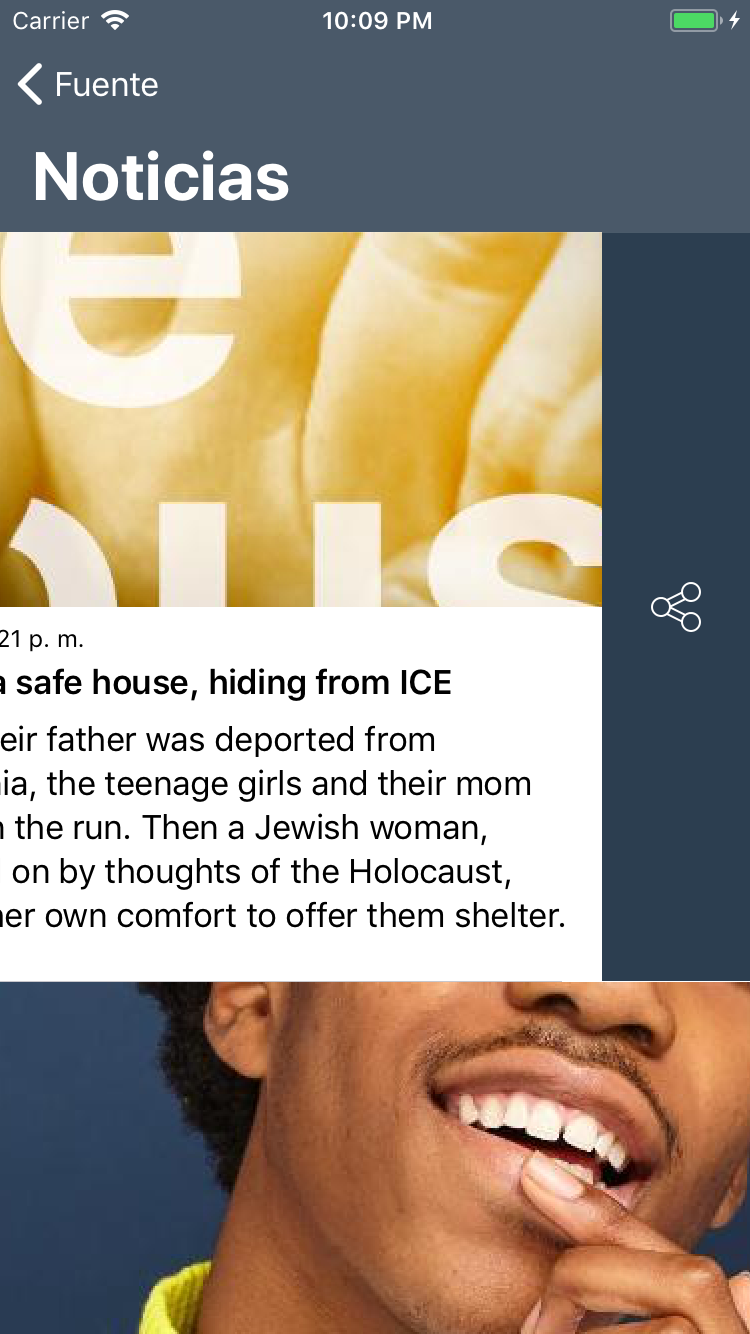 Carrier
10:09 PM
Fuente
Noticias
e
ous
21 p. m.
a safe house, hiding from ICE
eir father was deported from
ia, the teenage girls and their mom
the run. Then a Jewish woman,
on by thoughts of the Holocaust,
er own comfort to offer them shelter.